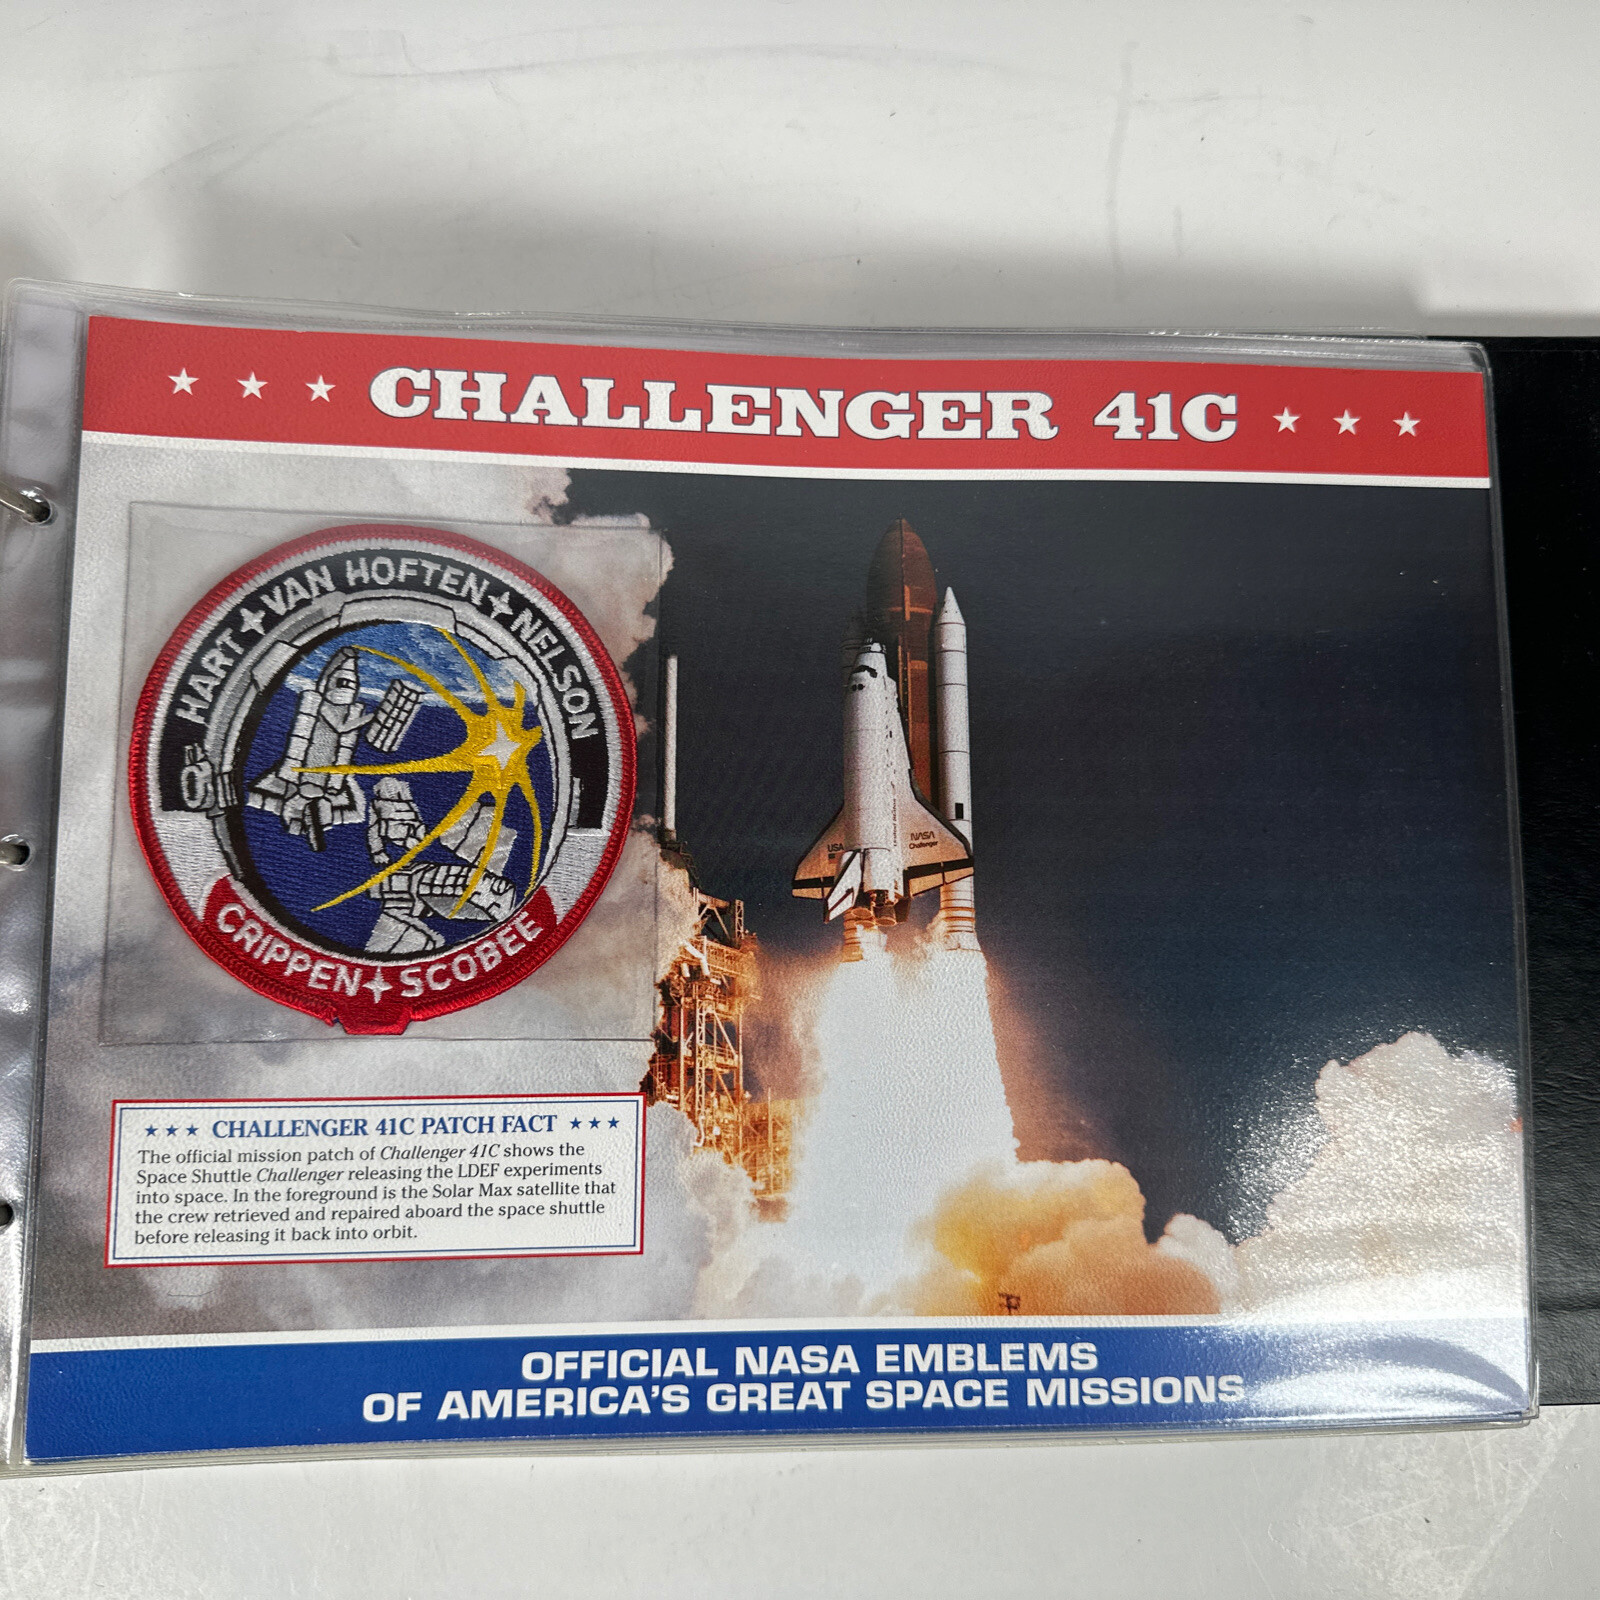 ★ ★ ★ CHALLENGER 41C ★ ★ ★
HART ✦ VAN HOFTEN ✦ NELSON
CRIPPEN ✦ SCOBEE
USA
NASA
Challenger
★ ★ ★ CHALLENGER 41C PATCH FACT ★ ★ ★
The official mission patch of Challenger 41C shows the
Space Shuttle Challenger releasing the LDEF experiments
into space. In the foreground is the Solar Max satellite that
the crew retrieved and repaired aboard the space shuttle
before releasing it back into orbit.
OFFICIAL NASA EMBLEMS
OF AMERICA'S GREAT SPACE MISSIONS